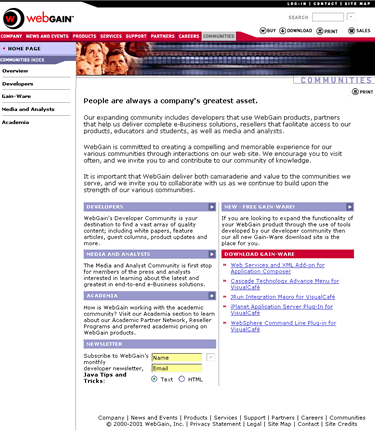 LOG-IN | CONTACT | SITE MAP
webGAIN
SEARCH
BUY DOWNLOAD PRINT SALES
COMPANY NEWS AND EVENTS PRODUCTS SERVICES SUPPORT PARTNERS CAREERS COMMUNITIES
HOME PAGE
COMMUNITIES INDEX
Overview
Developers
Gain-Ware
Media and Analysts
Academia
COMMUNITIES
PRINT
People are always a company's greatest asset.
Our expanding community includes developers that use WebGain products, partners
that help us deliver complete e-Business solutions, resellers that facilitate access to our
products, educators and students, as well as media and analysts.
WebGain is committed to creating a compelling and memorable experience for our
various communities through interactions on our web site. We encourage you to visit
often, and we invite you to and contribute to our community of knowledge.
It is important that WebGain deliver both camaraderie and value to the communities we
serve, and we invite you to collaborate with us as we continue to build upon the
strength of our various communities.
DEVELOPERS
WebGain's Developer Community is your
destination to find a vast array of quality
content; including white papers, feature
articles, guest columns, product updates and
more.
MEDIA AND ANALYSTS
The Media and Analyst Community is first stop
for members of the press and analysts
interested in learning about the latest and
greatest in end-to-end e-Business solutions.
ACADEMIA
How is WebGain working with the academic
community? Visit our Academia section to learn
about our Academic Partner Network, Reseller
Programs and preferred academic pricing on
WebGain products.
NEWSLETTER
Subscribe to WebGain's
monthly
developer newsletter,
Java Tips and
Tricks:
Name
Email
Text HTML
NEW - FREE GAIN-WARE!
If you are looking to expand the functionality of
your WebGain product through the use of tools
developed by our developer community then
our all new Gain-Ware download site is the
place for you.
DOWNLOAD GAIN-WARE
Web Services and XML Add-on for
Application Composer
Cascade Technology Advance Menu for
VisualCafé
JRun Integration Macro for VisualCafé
iPlanet Application Server Plug-In for
VisualCafé
WebSphere Command Line Plug-in for
VisualCafé
Company | News and Events | Products | Services | Support | Partners | Careers | Communities
© 2000-2001 WebGain, Inc. | Privacy Statement | Legal | Site Map | Contact | Site Credits